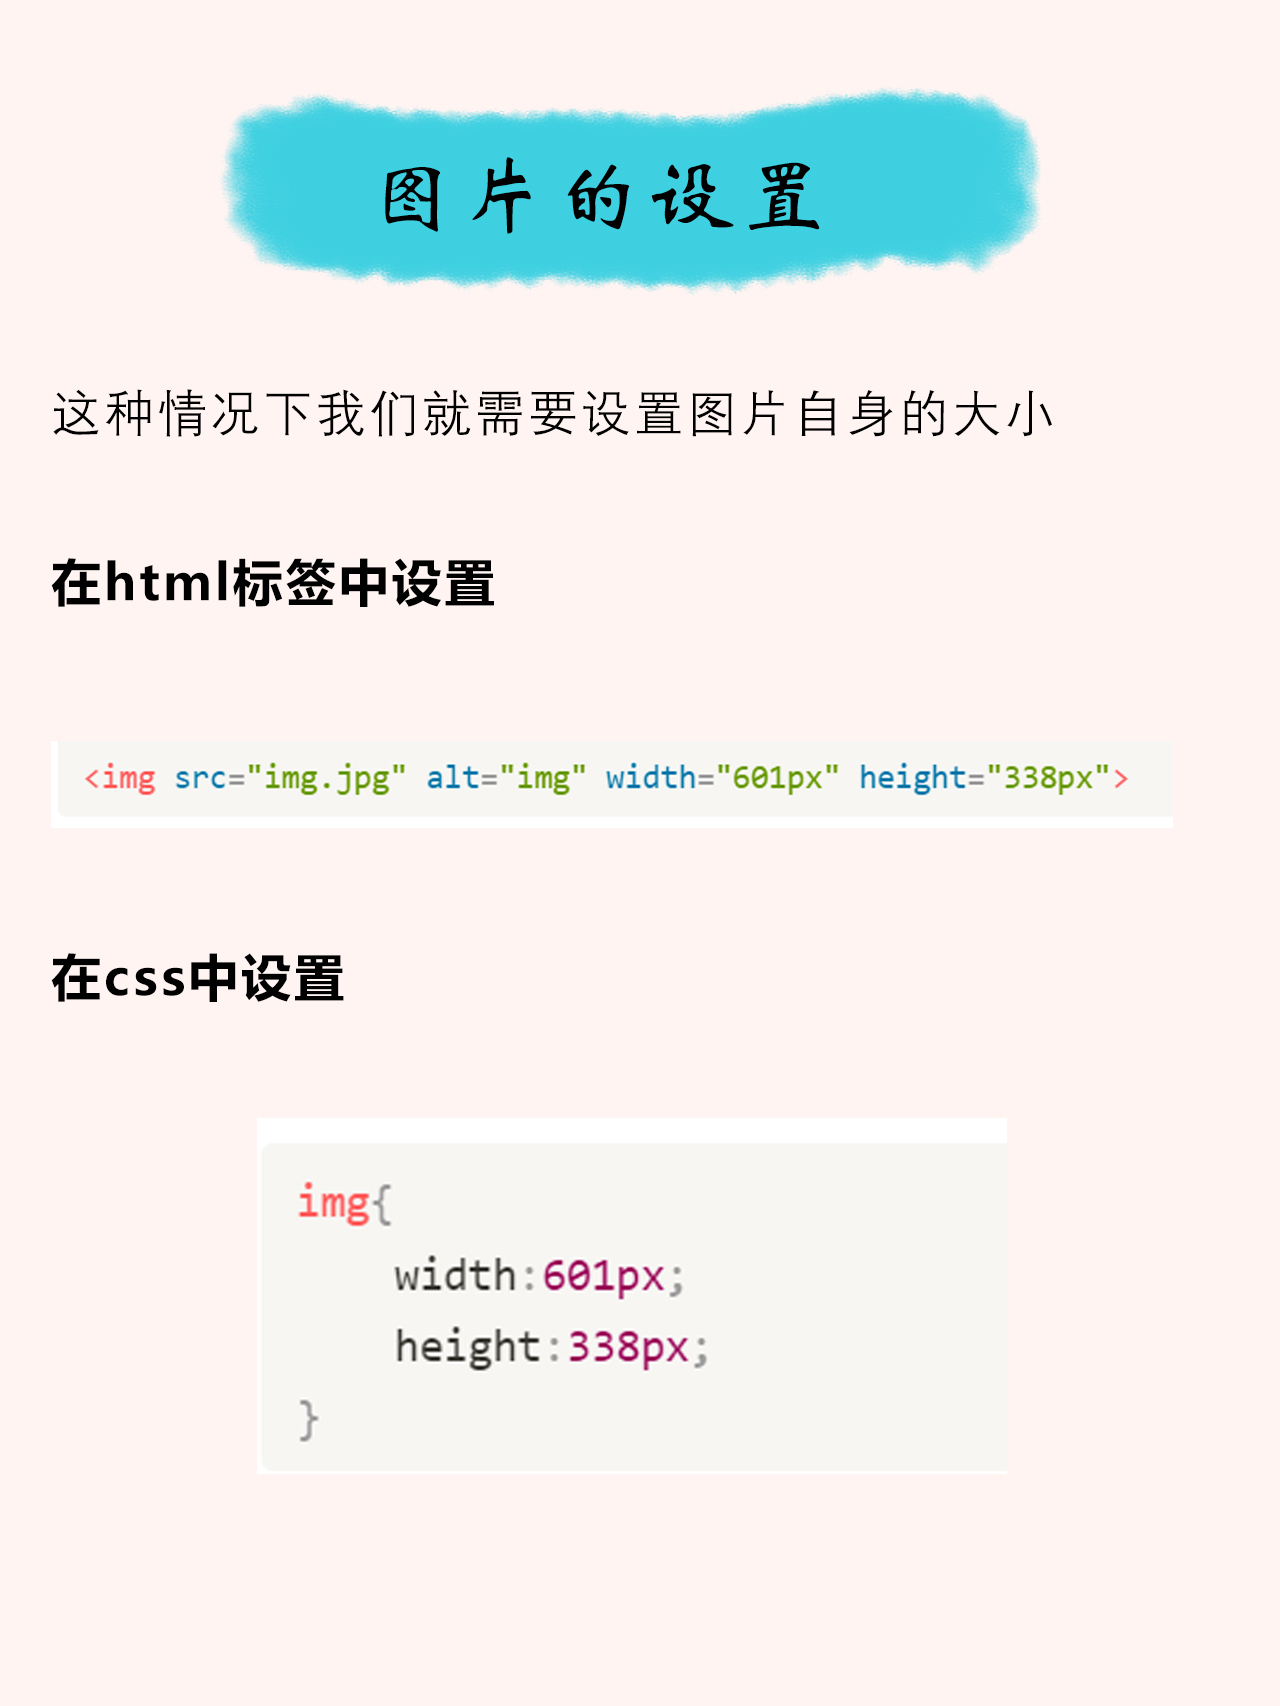 图片的设置
这种情况下我们就需要设置图片自身的大小
在html标签中设置
<img src="img.jpg" alt="img" width="601px" height="338px">
在css中设置
img{
    width:601px;
    height:338px;
}